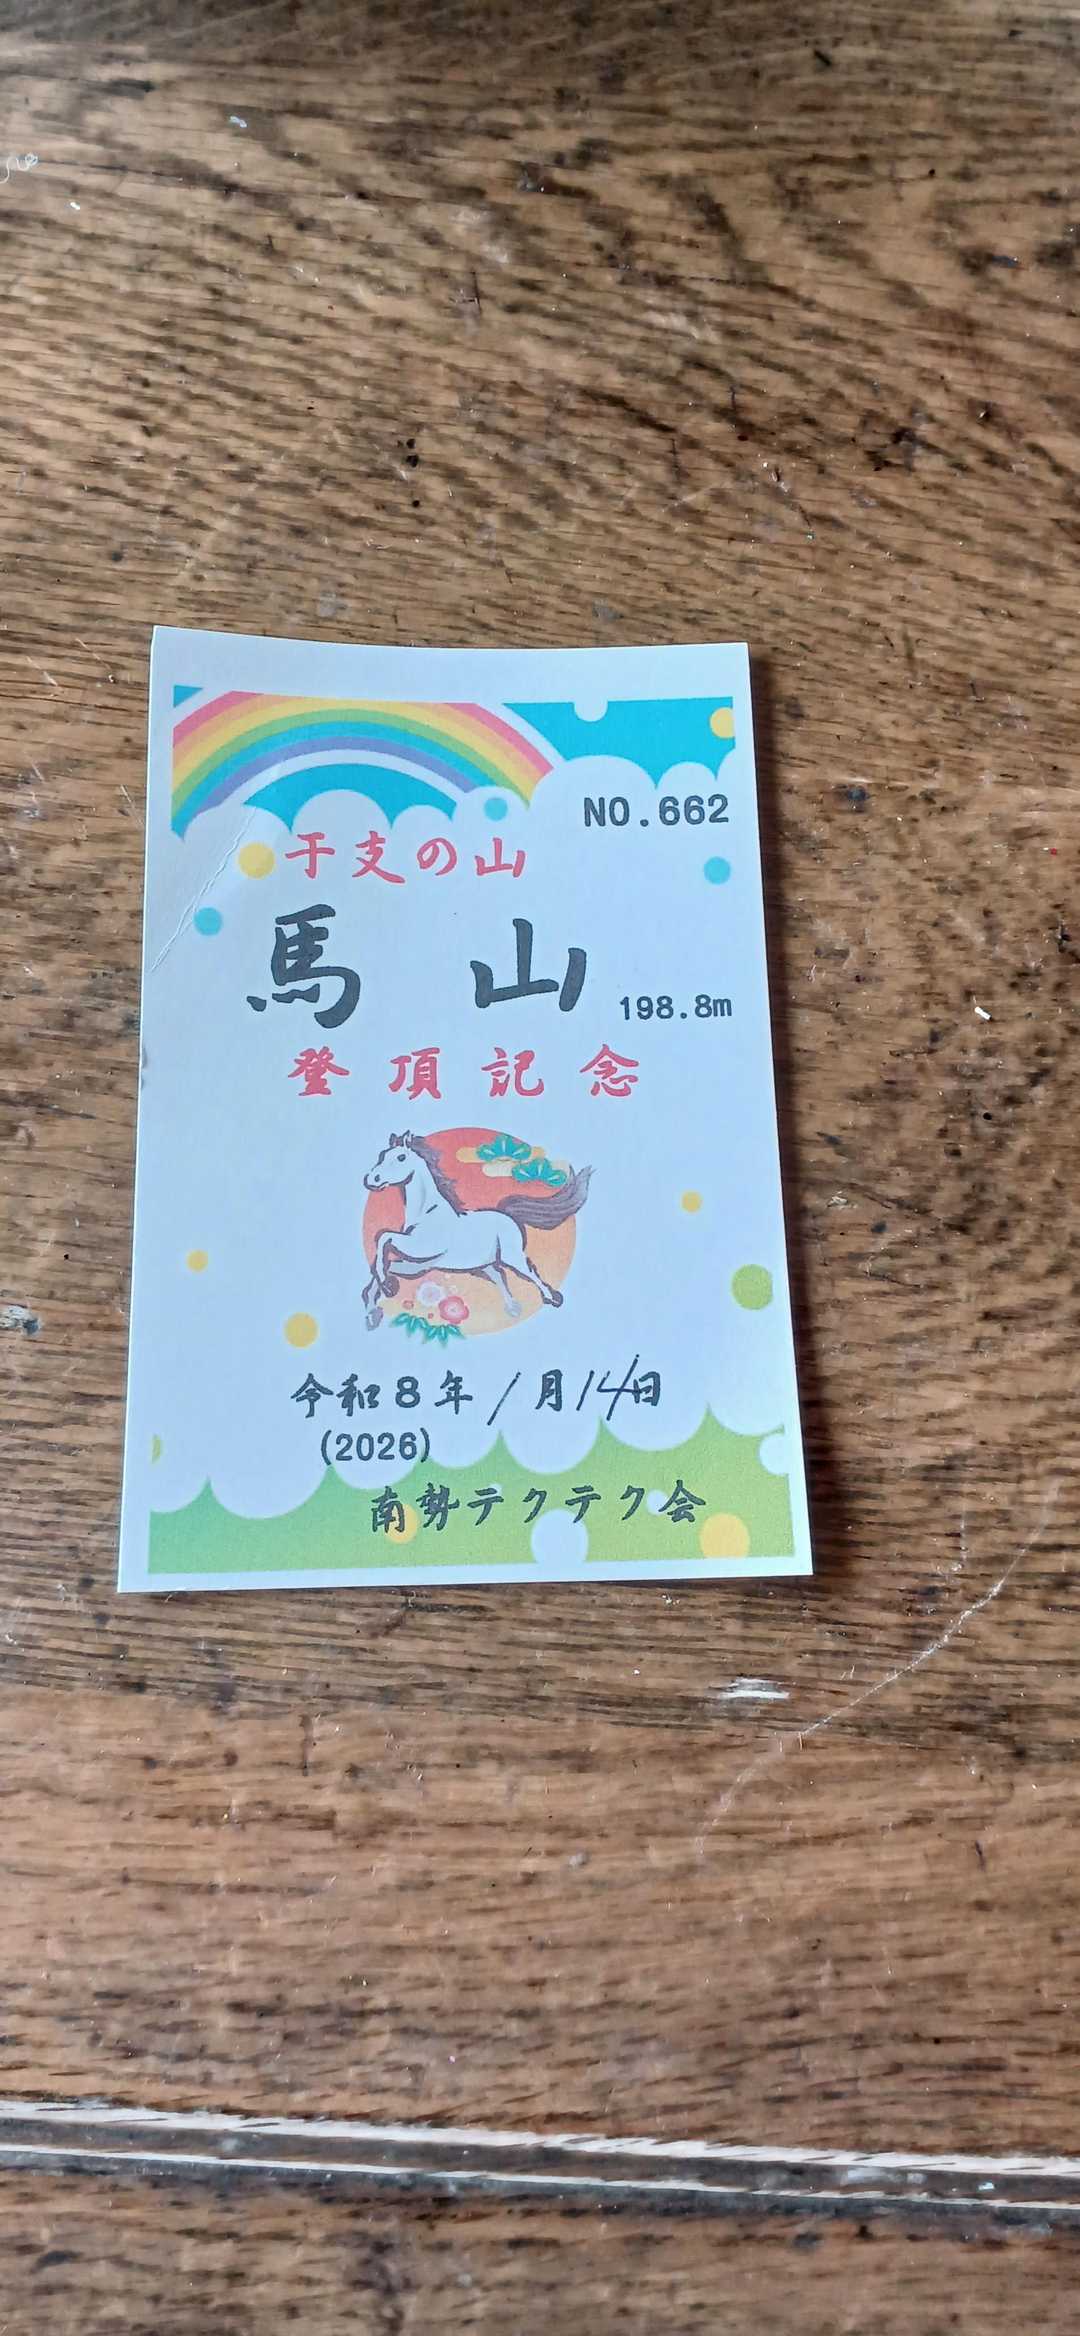 NO.662
干支の山
馬山 198.8m
登頂記念
令和8年1月14日
(2026)
南勢テクテク会